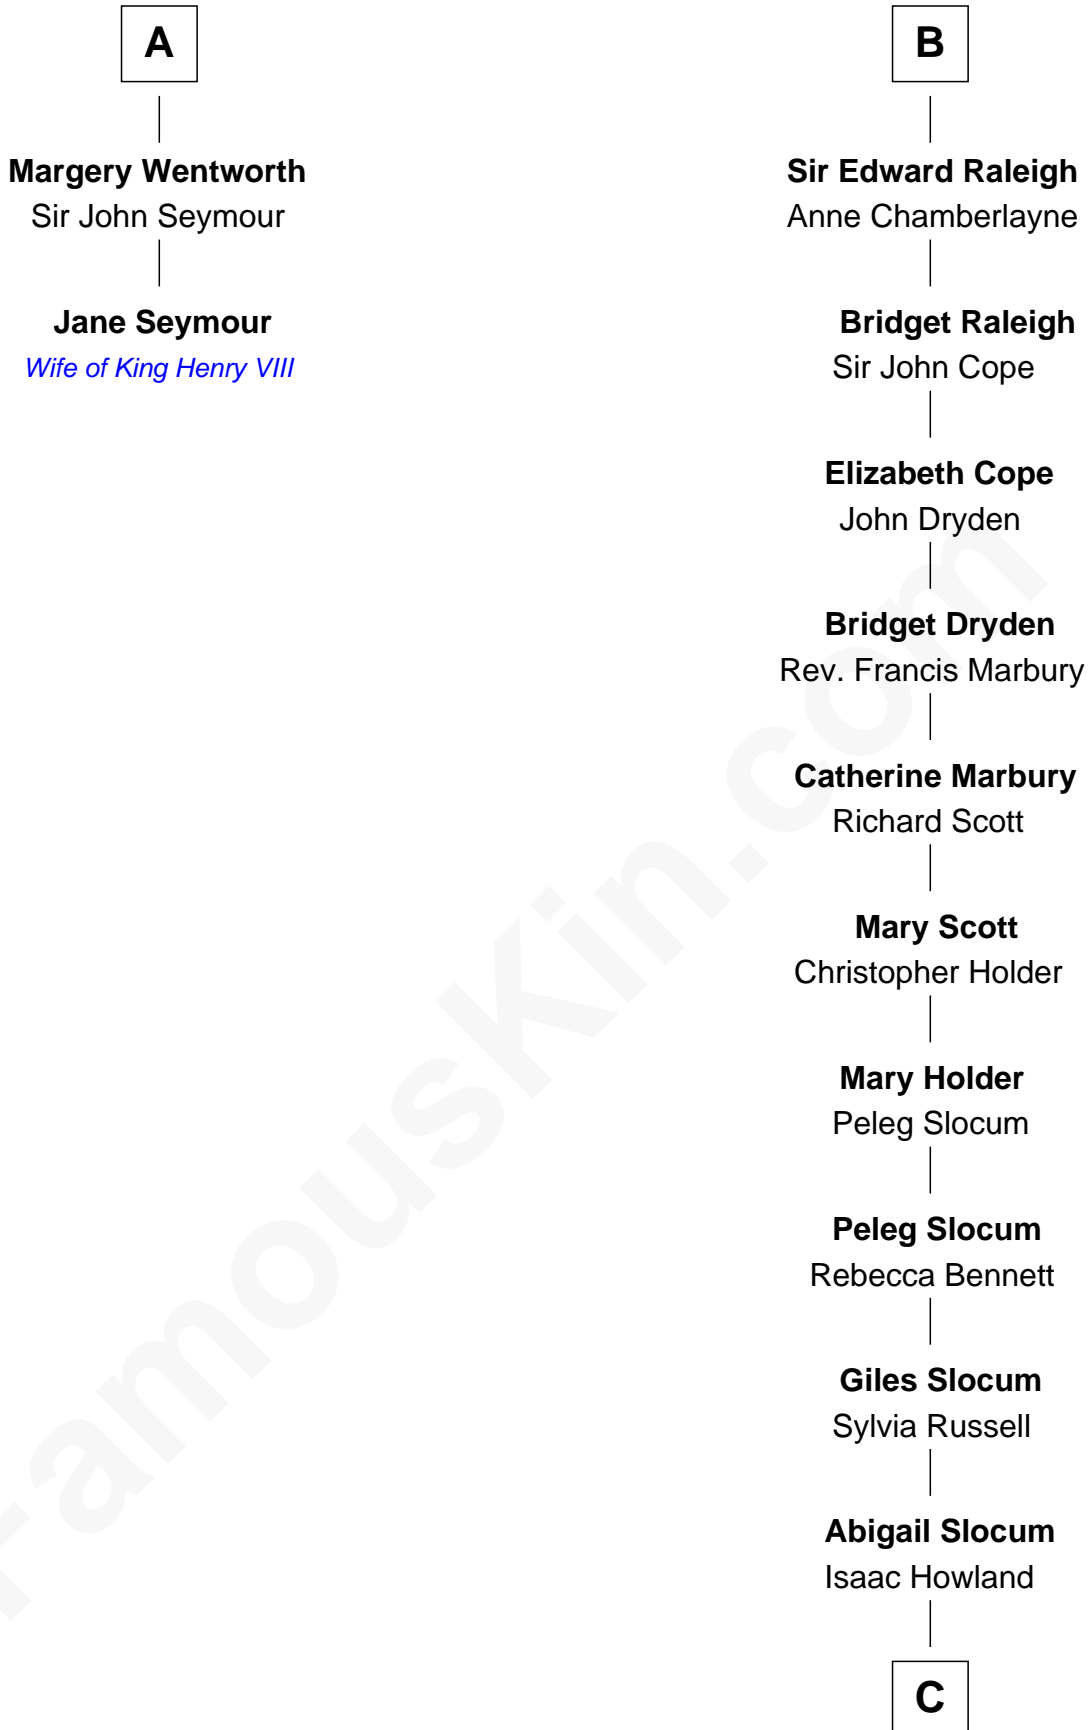 A
Margery Wentworth
Sir John Seymour
Jane Seymour
Wife of King Henry VIII
B
Sir Edward Raleigh
Anne Chamberlayne
Bridget Raleigh
Sir John Cope
Elizabeth Cope
John Dryden
Bridget Dryden
Rev. Francis Marbury
Catherine Marbury
Richard Scott
Mary Scott
Christopher Holder
Mary Holder
Peleg Slocum
Peleg Slocum
Rebecca Bennett
Giles Slocum
Sylvia Russell
Abigail Slocum
Isaac Howland
C
FamousKin.com